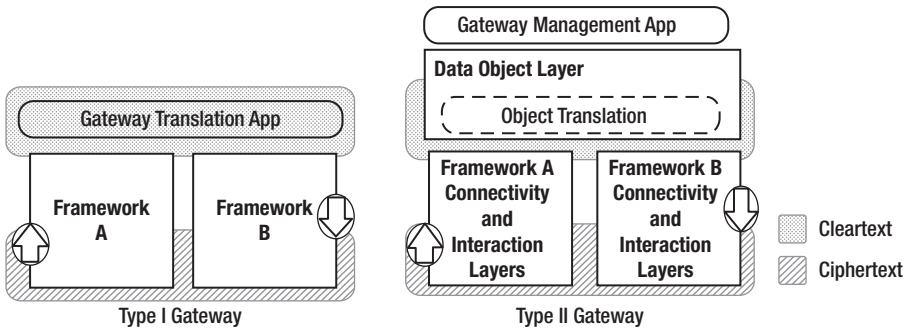 Gateway Translation App
Framework
A
Framework
B
Type I Gateway
Gateway Management App
Data Object Layer
Object Translation
Framework A
Connectivity
and
Interaction
Layers
Framework B
Connectivity
and
Interaction
Layers
Type II Gateway
Cleartext
Ciphertext